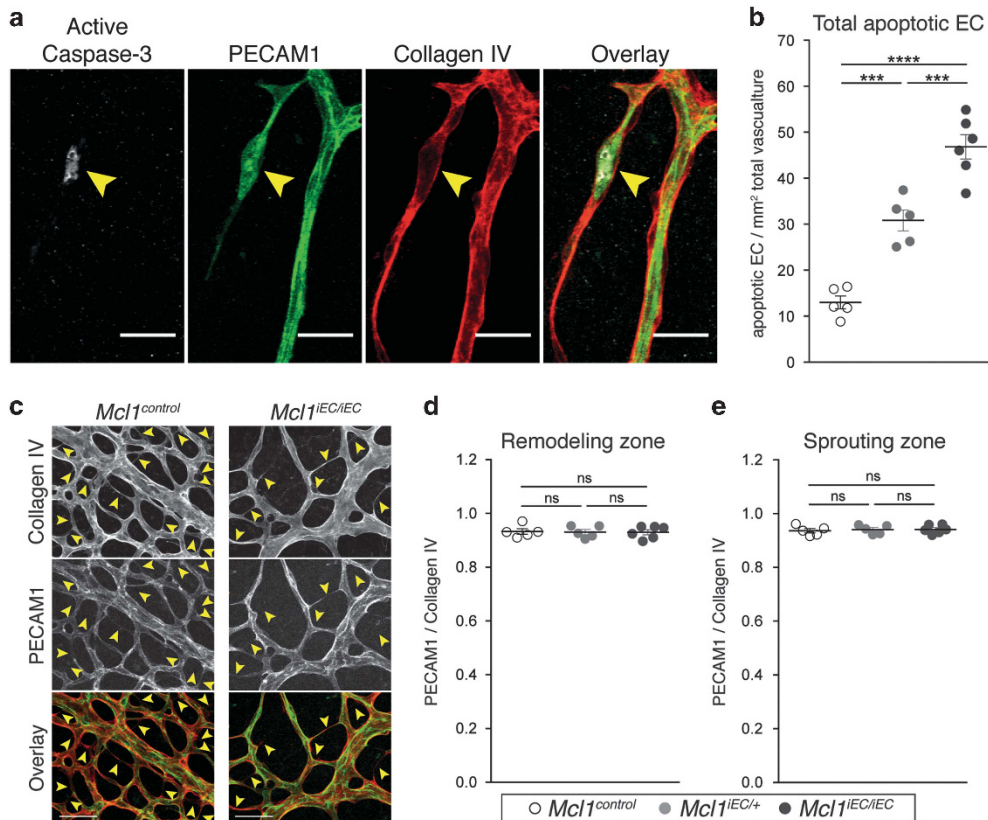 a
Active
Caspase-3
PECAM1
Collagen IV
Overlay
b
Total apoptotic EC
apoptotic EC / mm² total vascualture
70
60
50
40
30
20
10
0
****
*** ***
c
Mcl1control
Mcl1iEC/iEC
Collagen IV
PECAM1
Overlay
d
Remodeling zone
PECAM1 / Collagen IV
1.2
1.0
0.8
0.6
0.4
0.2
0.0
ns
ns ns
e
Sprouting zone
PECAM1 / Collagen IV
1.2
1.0
0.8
0.6
0.4
0.2
0.0
ns
ns ns
Mcl1control Mcl1iEC/+ Mcl1iEC/iEC